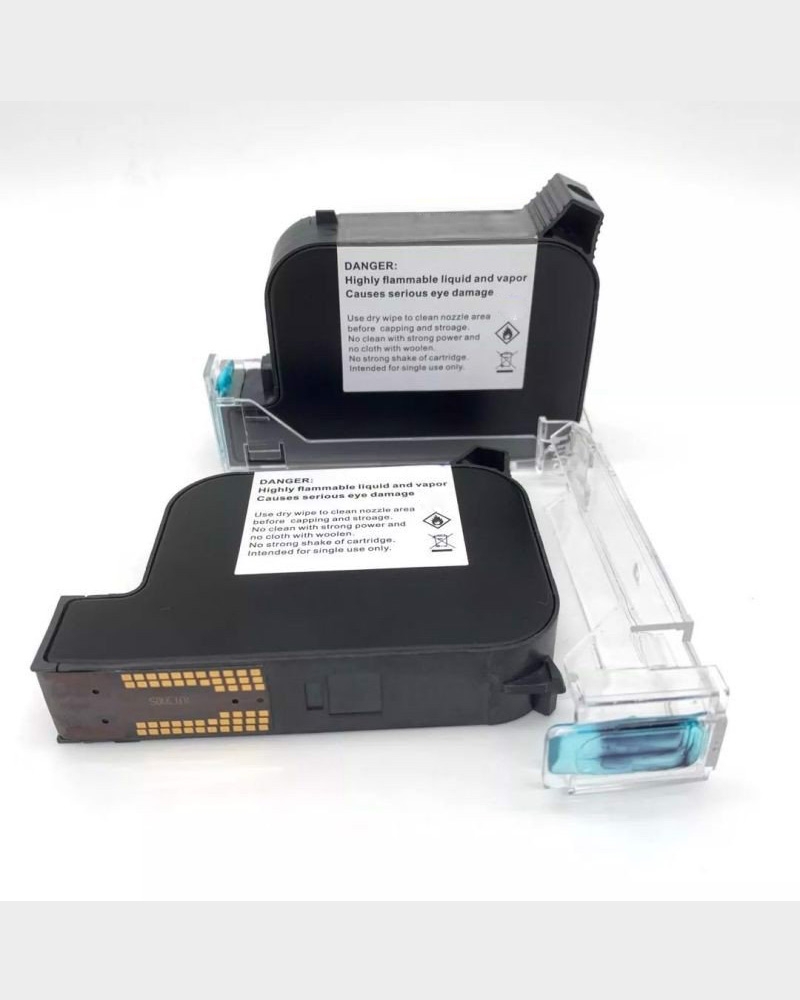 DANGER:
Highly flammable liquid and vapor
Causes serious eye damage
Use dry wipe to clean nozzle area
before capping and stroage.
No clean with strong power and
no cloth with woolen.
No strong shake of cartridge.
Intended for single use only.
DANGER:
Highly flammable liquid and vapor
Causes serious eye damage
Use dry wipe to clean nozzle area
before capping and stroage.
No clean with strong power and
no cloth with woolen.
No strong shake of cartridge.
Intended for single use only.